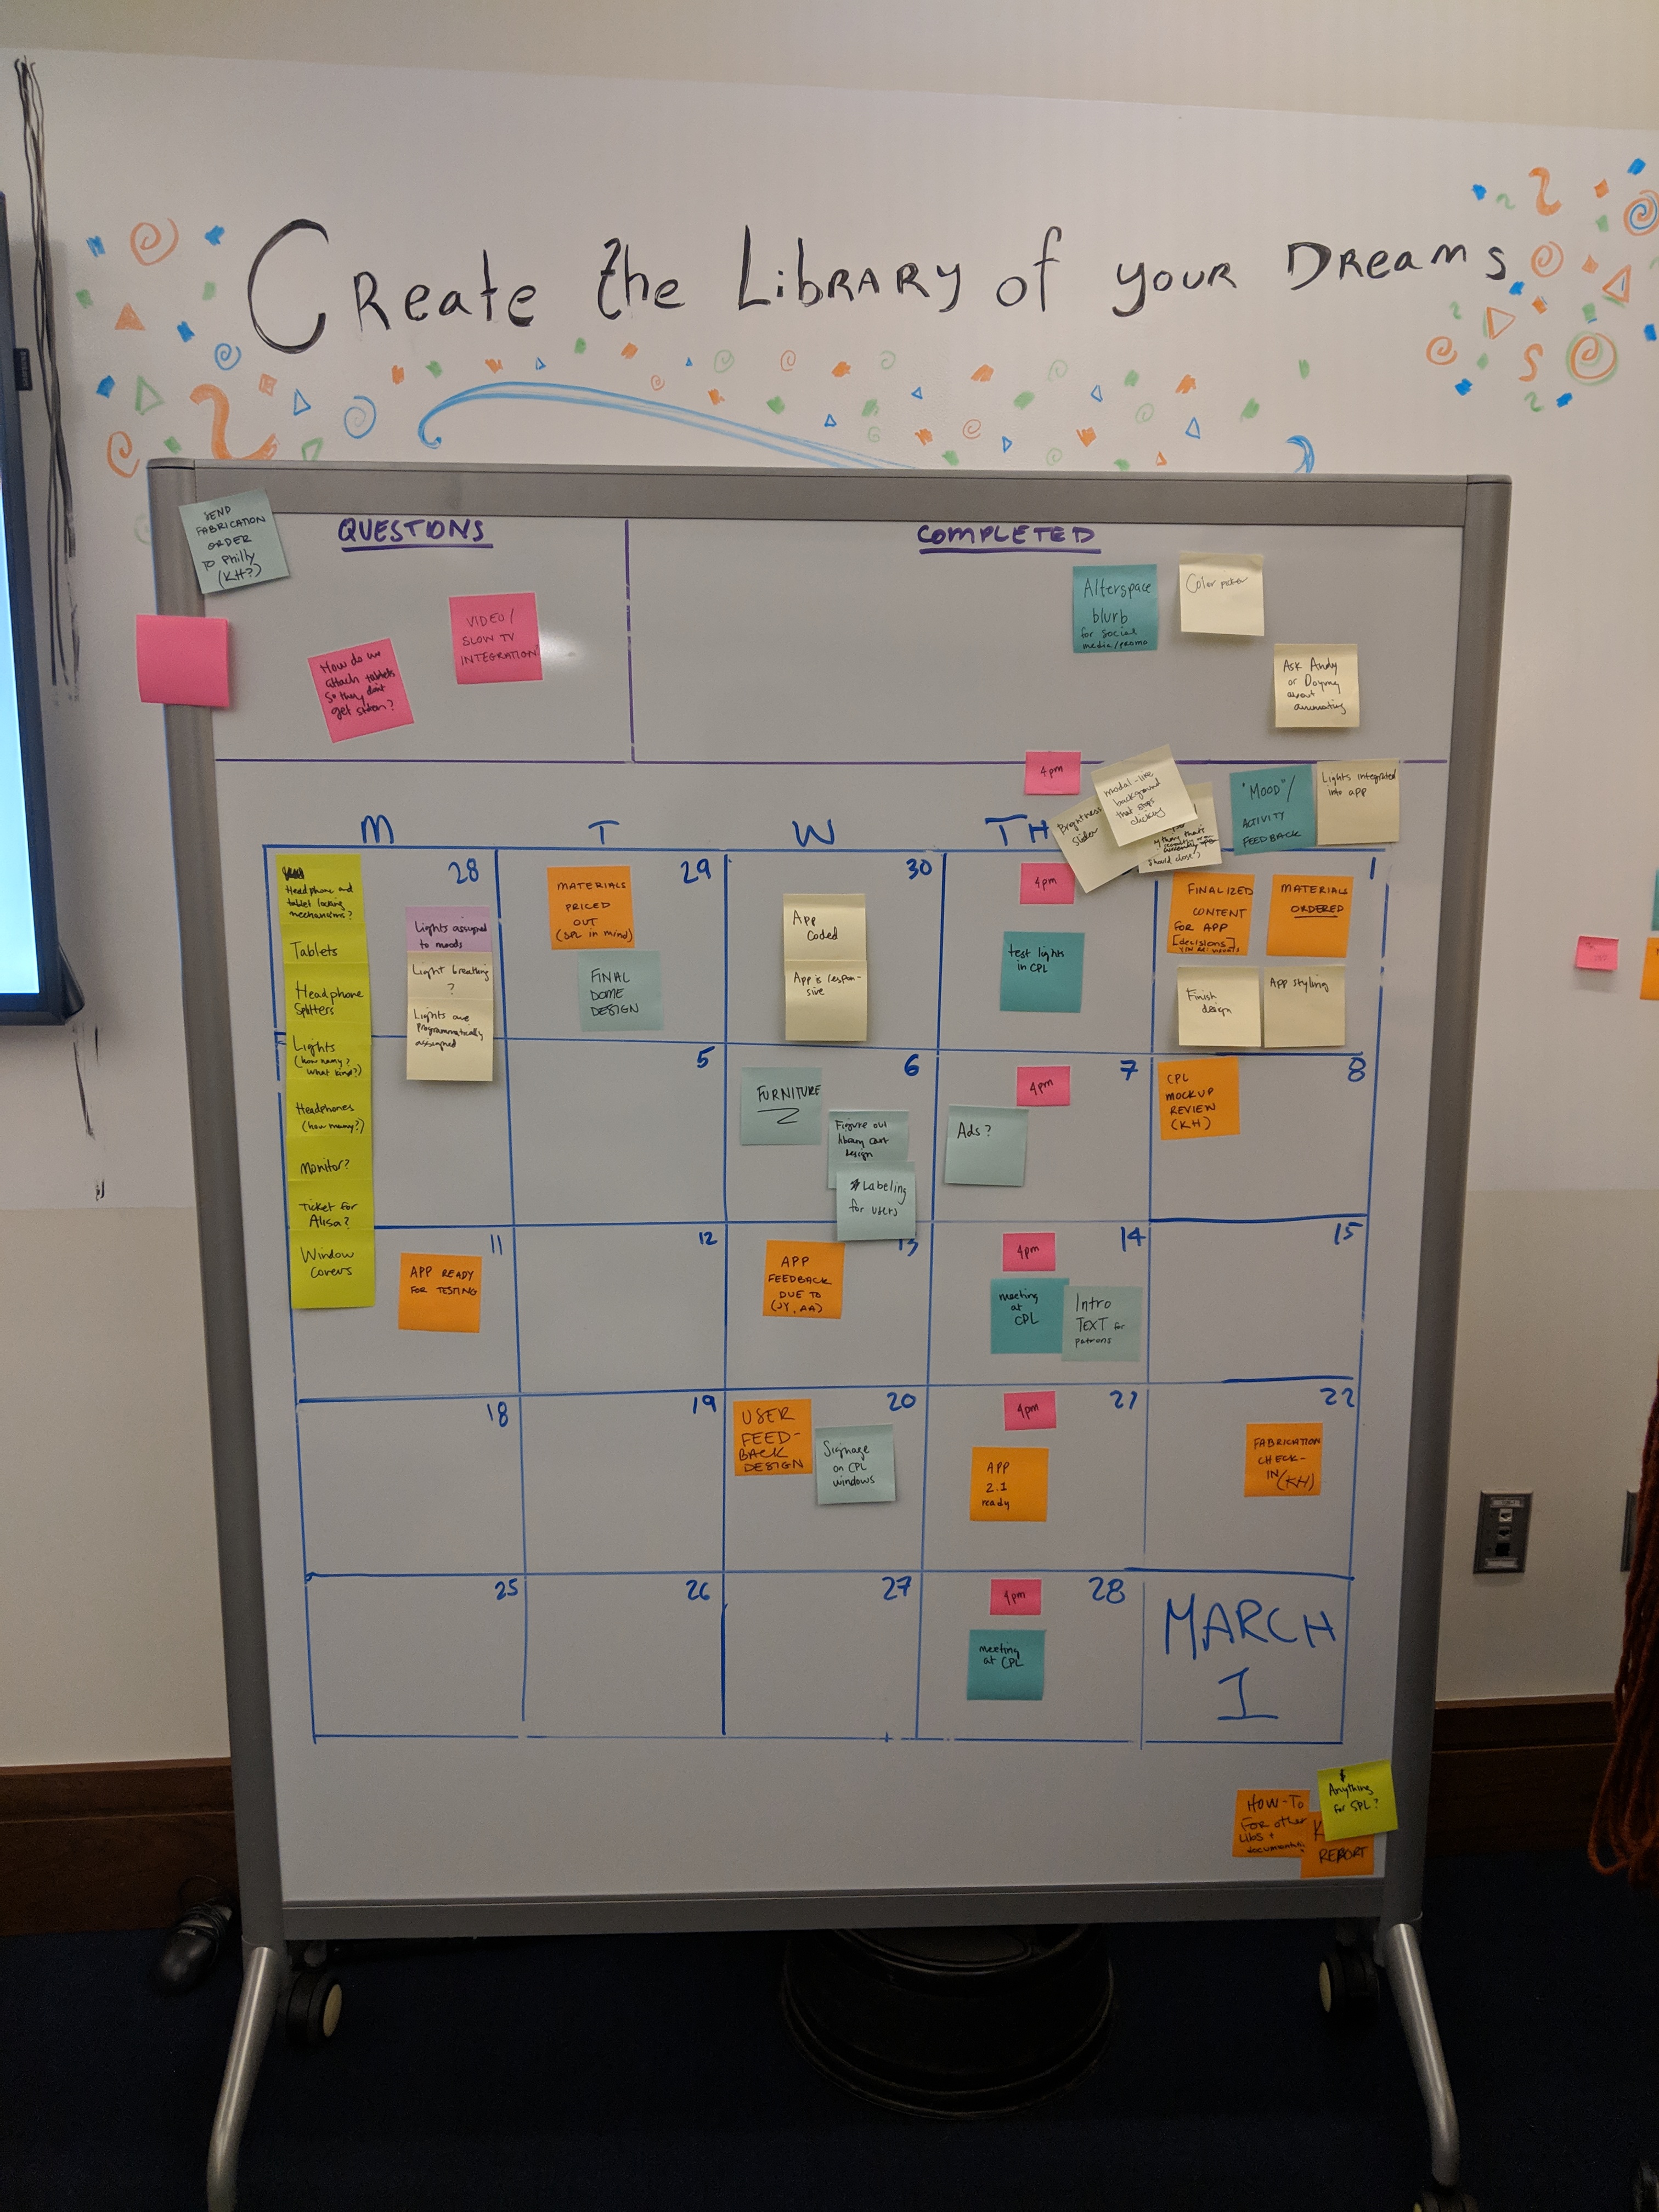 Create the Library of your Dreams
SEND
FABRICATION
ORDER
TO Philly
(KH?)
QUESTIONS
How do we
attach tablets
so they don't
get stolen?
VIDEO/
SLOW TV
INTEGRATION
COMPLETED
Alterspace
blurb
for social
media/promo
Color picker
Ask Andy
or
about
animating
4pm
Brightness
slider
Modal-like
background
that stops
clicking
should close
"MOOD"/
ACTIVITY
FEEDBACK
Lights integrated
into app
M
T
W
TH
28
Headphone and
tablet locking
mechanisms?
Tablets
Headphone
Splitters
Lights
(how many?
what kind?)
Headphones
(how many?)
Monitor?
Ticket for
Alisa?
Window
Covers
Lights assigned
to moods
Light breathing
?
Lights are
programmatically
assigned
29
MATERIALS
PRICED
OUT
(SPL in mind)
FINAL
DOME
DESIGN
30
App
Coded
App is respon-
sive
4pm
test lights
in CPL
1
FINALIZED
CONTENT
FOR APP
[decisions]
MATERIALS
ORDERED
Finish
design
App styling
5
6
FURNITURE
Figure out
library cart
design
Labeling
for users
7
4pm
Ads?
8
CPL
MOCKUP
REVIEW
(KH)
11
APP READY
FOR TESTING
12
13
APP
FEEDBACK
DUE TO
(JY, AA)
14
4pm
meeting
at
CPL
Intro
TEXT for
patrons
15
18
19
20
USER
FEED-
BACK
DESIGN
Signage
on CPL
windows
21
4pm
APP
2.1
ready
22
FABRICATION
CHECK-
IN (KH)
25
26
27
28
4pm
meeting
at CPL
MARCH
1
HOW-TO
FOR other
libs +
$
Anything
for SPL?
K
REPORT